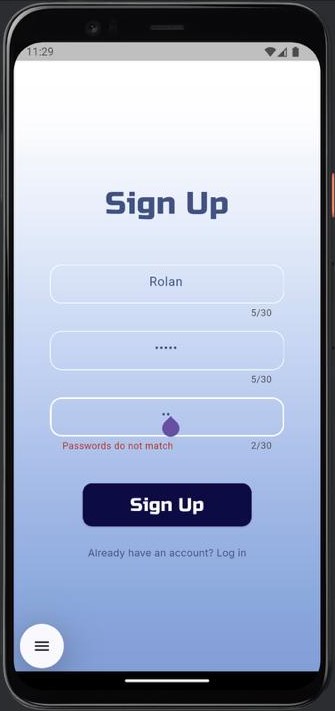 11:29
Sign Up
Rolan
5/30
•••••
5/30
••
Passwords do not match 2/30
Sign Up
Already have an account? Log in